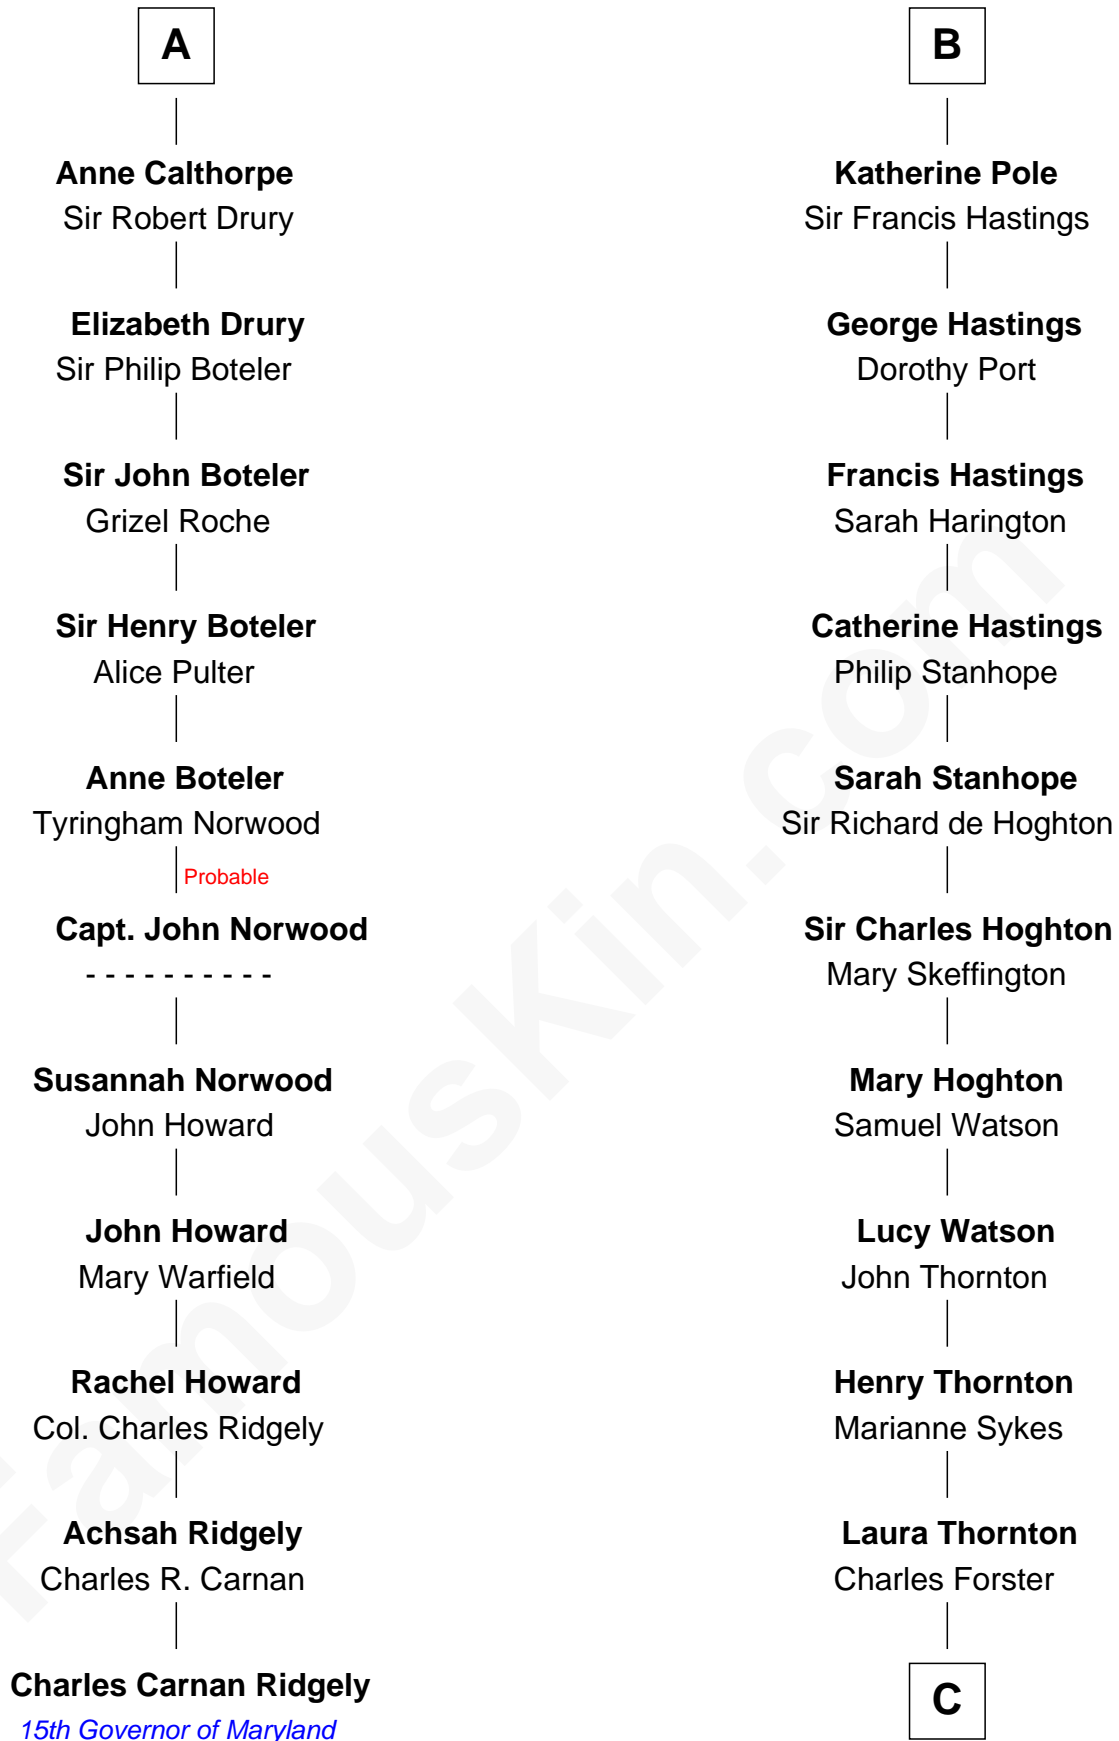 A
Anne Calthorpe
Sir Robert Drury
Elizabeth Drury
Sir Philip Boteler
Sir John Boteler
Grizel Roche
Sir Henry Boteler
Alice Pulter
Anne Boteler
Tyringham Norwood
Probable
Capt. John Norwood
- - - - - - - - - -
Susannah Norwood
John Howard
John Howard
Mary Warfield
Rachel Howard
Col. Charles Ridgely
Achsah Ridgely
Charles R. Carnan
Charles Carnan Ridgely
15th Governor of Maryland
B
Katherine Pole
Sir Francis Hastings
George Hastings
Dorothy Port
Francis Hastings
Sarah Harington
Catherine Hastings
Philip Stanhope
Sarah Stanhope
Sir Richard de Hoghton
Sir Charles Hoghton
Mary Skeffington
Mary Hoghton
Samuel Watson
Lucy Watson
John Thornton
Henry Thornton
Marianne Sykes
Laura Thornton
Charles Forster
C
FamousKin.com